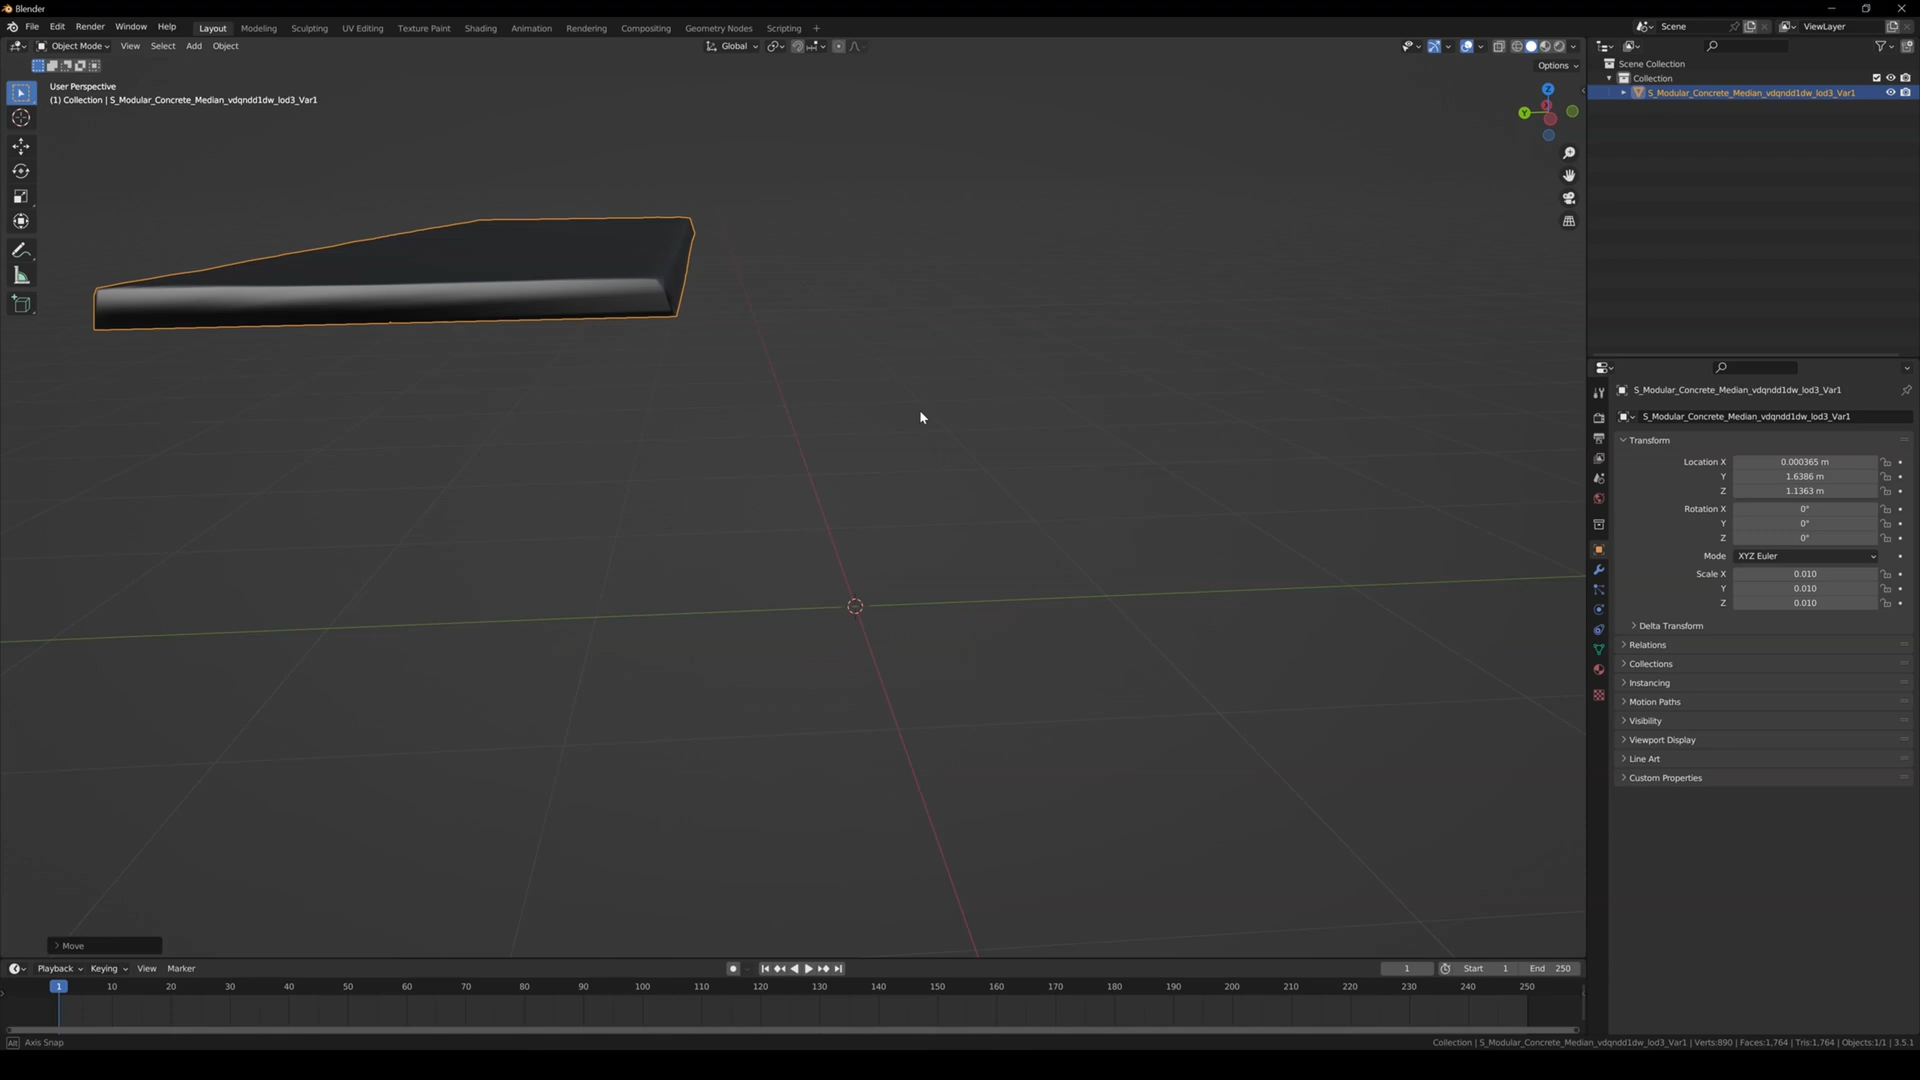 Blender
File Edit Render Window Help Layout Modeling Sculpting UV Editing Texture Paint Shading Animation Rendering Compositing Geometry Nodes Scripting + Scene ViewLayer
Object Mode View Select Add Object Global
Options
User Perspective
(1) Collection | S_Modular_Concrete_Median_vdqndd1dw_lod3_Var1
Z
X
Y
Scene Collection
Collection
S_Modular_Concrete_Median_vdqndd1dw_lod3_Var1
S_Modular_Concrete_Median_vdqndd1dw_lod3_Var1
S_Modular_Concrete_Median_vdqndd1dw_lod3_Var1
Transform
Location X 0.000365 m
Y 1.6386 m
Z 1.1363 m
Rotation X 0°
Y 0°
Z 0°
Mode XYZ Euler
Scale X 0.010
Y 0.010
Z 0.010
Delta Transform
Relations
Collections
Instancing
Motion Paths
Visibility
Viewport Display
Line Art
Custom Properties
Move
Playback Keying View Marker 1 Start 1 End 250
1 10 20 30 40 50 60 70 80 90 100 110 120 130 140 150 160 170 180 190 200 210 220 230 240 250
Alt Axis Snap
Collection | S_Modular_Concrete_Median_vdqndd1dw_lod3_Var1 | Verts:890 | Faces:1,764 | Tris:1,764 | Objects:1/1 | 3.5.1